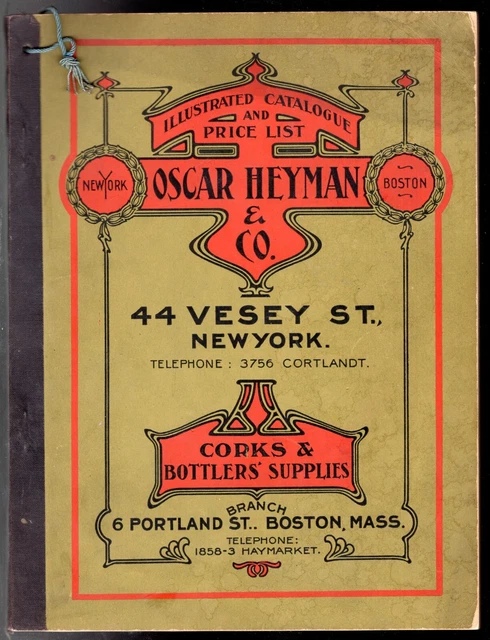 ILLUSTRATED CATALOGUE
AND
PRICE LIST
NEW YORK
OSCAR HEYMAN
BOSTON
& CO.
44 VESEY ST.,
NEW YORK.
TELEPHONE: 3756 CORTLANDT.
CORKS &
BOTTLERS' SUPPLIES
BRANCH
6 PORTLAND ST.. BOSTON, MASS.
TELEPHONE:
1858-3 HAYMARKET.